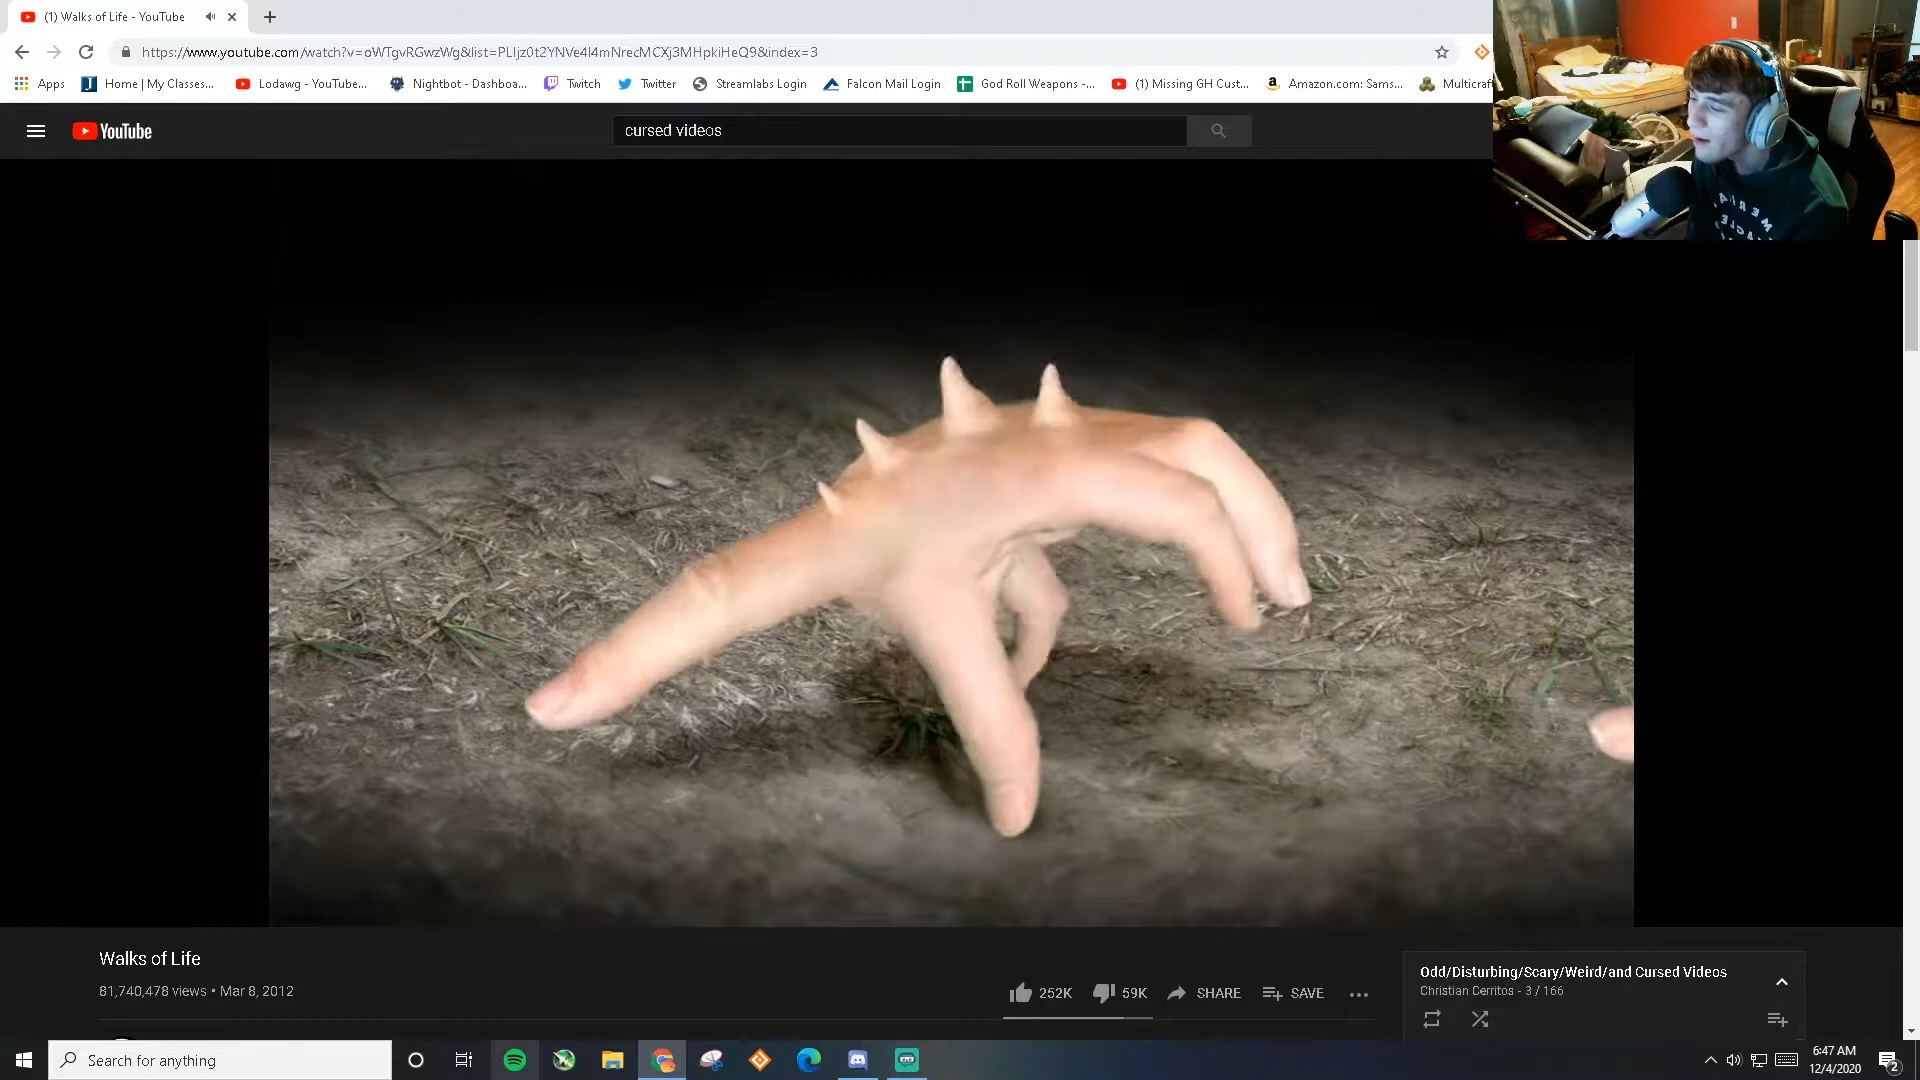 (1) Walks of Life - YouTube
https://www.youtube.com/watch?v=oWTgvRGwzWg&list=PLIjz0t2YNVe4I4mNrecMCXj3MHpkiHeQ9&index=3
Apps
Home | My Classes...
Lodawg - YouTube...
Nightbot - Dashboa...
Twitch
Twitter
Streamlabs Login
Falcon Mail Login
God Roll Weapons -...
(1) Missing GH Cust...
Amazon.com: Sams...
Multicraft
YouTube
cursed videos
Walks of Life
81,740,478 views • Mar 8, 2012
252K
59K
SHARE
SAVE
Odd/Disturbing/Scary/Weird/and Cursed Videos
Christian Cerritos - 3 / 166
Search for anything
6:47 AM
12/4/2020
2